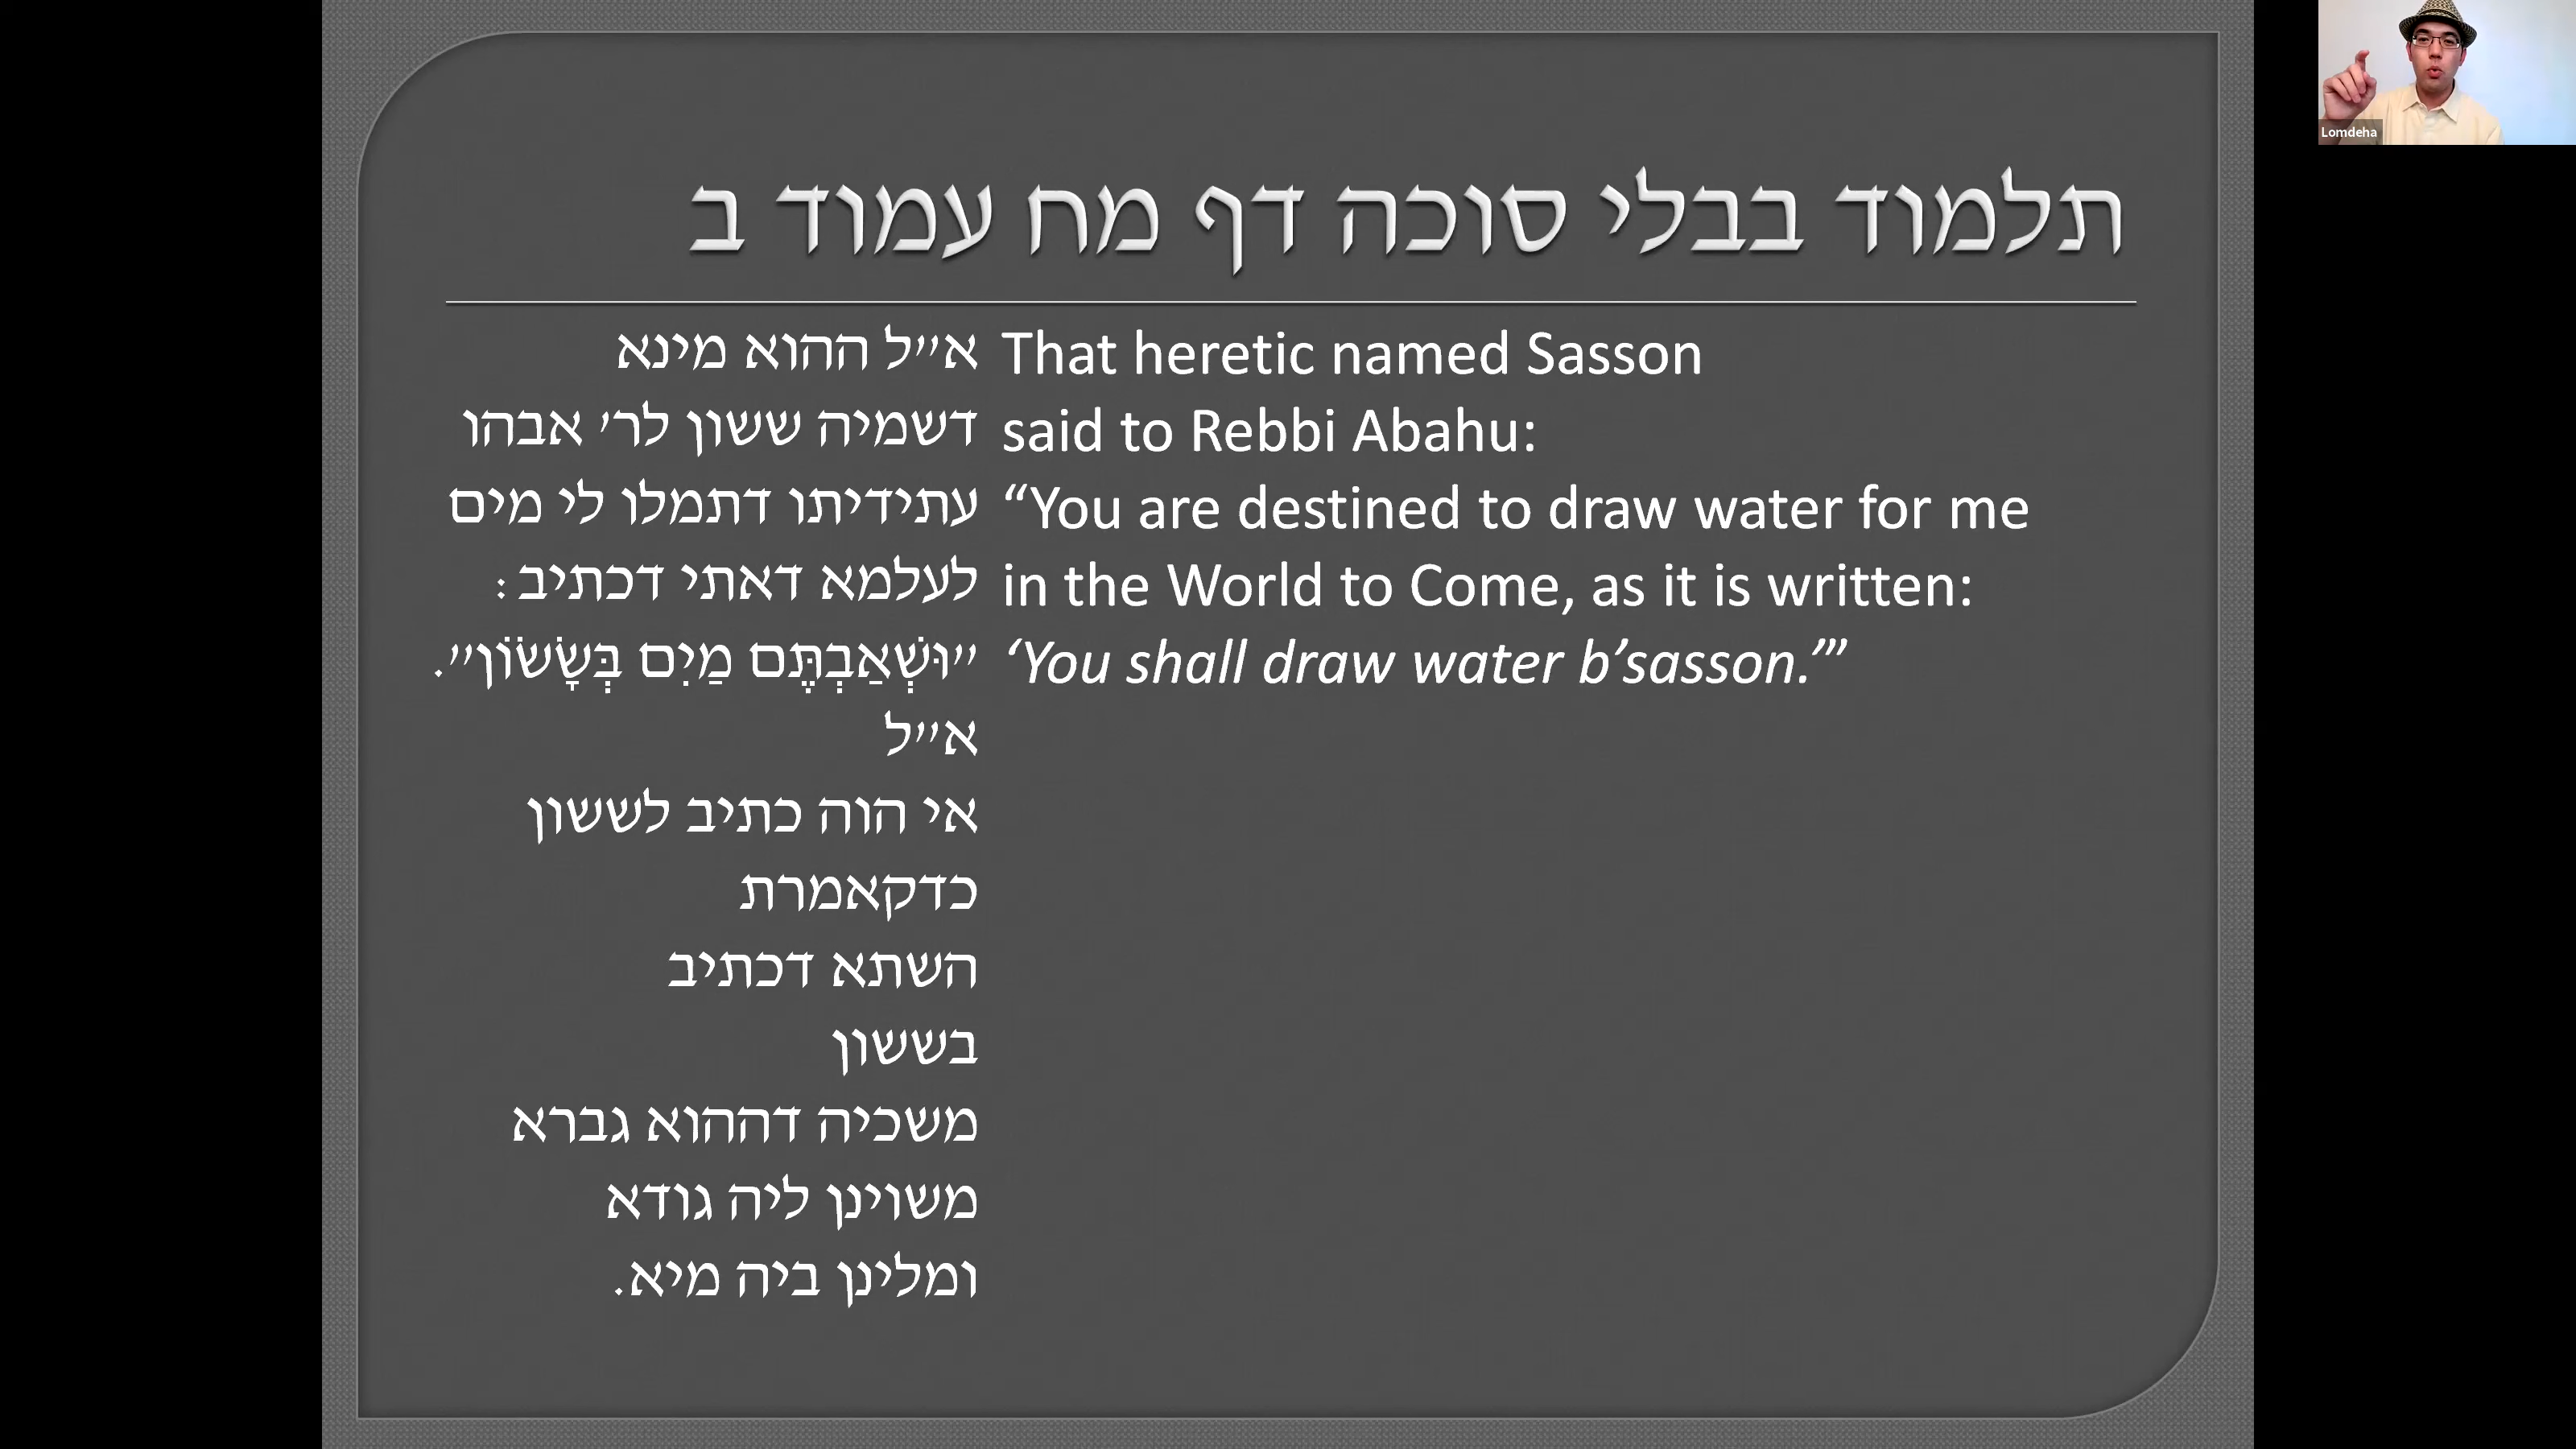 תלמוד בבלי סוכה דף מח עמוד ב
א״ל ההוא מינא
דשמיה ששון לר׳ אבהו
עתידיתו דתמלו לי מים
לעלמא דאתי דכתיב:
״וּשְׁאַבְתֶּם מַיִם בְּשָׂשׂוֹן״.
א״ל
אי הוה כתיב לששון
כדקאמרת
השתא דכתיב
בששון
משכיה דההוא גברא
משוינן ליה גודא
ומלינן ביה מיא.
That heretic named Sasson
said to Rebbi Abahu:
“You are destined to draw water for me
in the World to Come, as it is written:
‘You shall draw water b’sasson.’”
Lomdeha